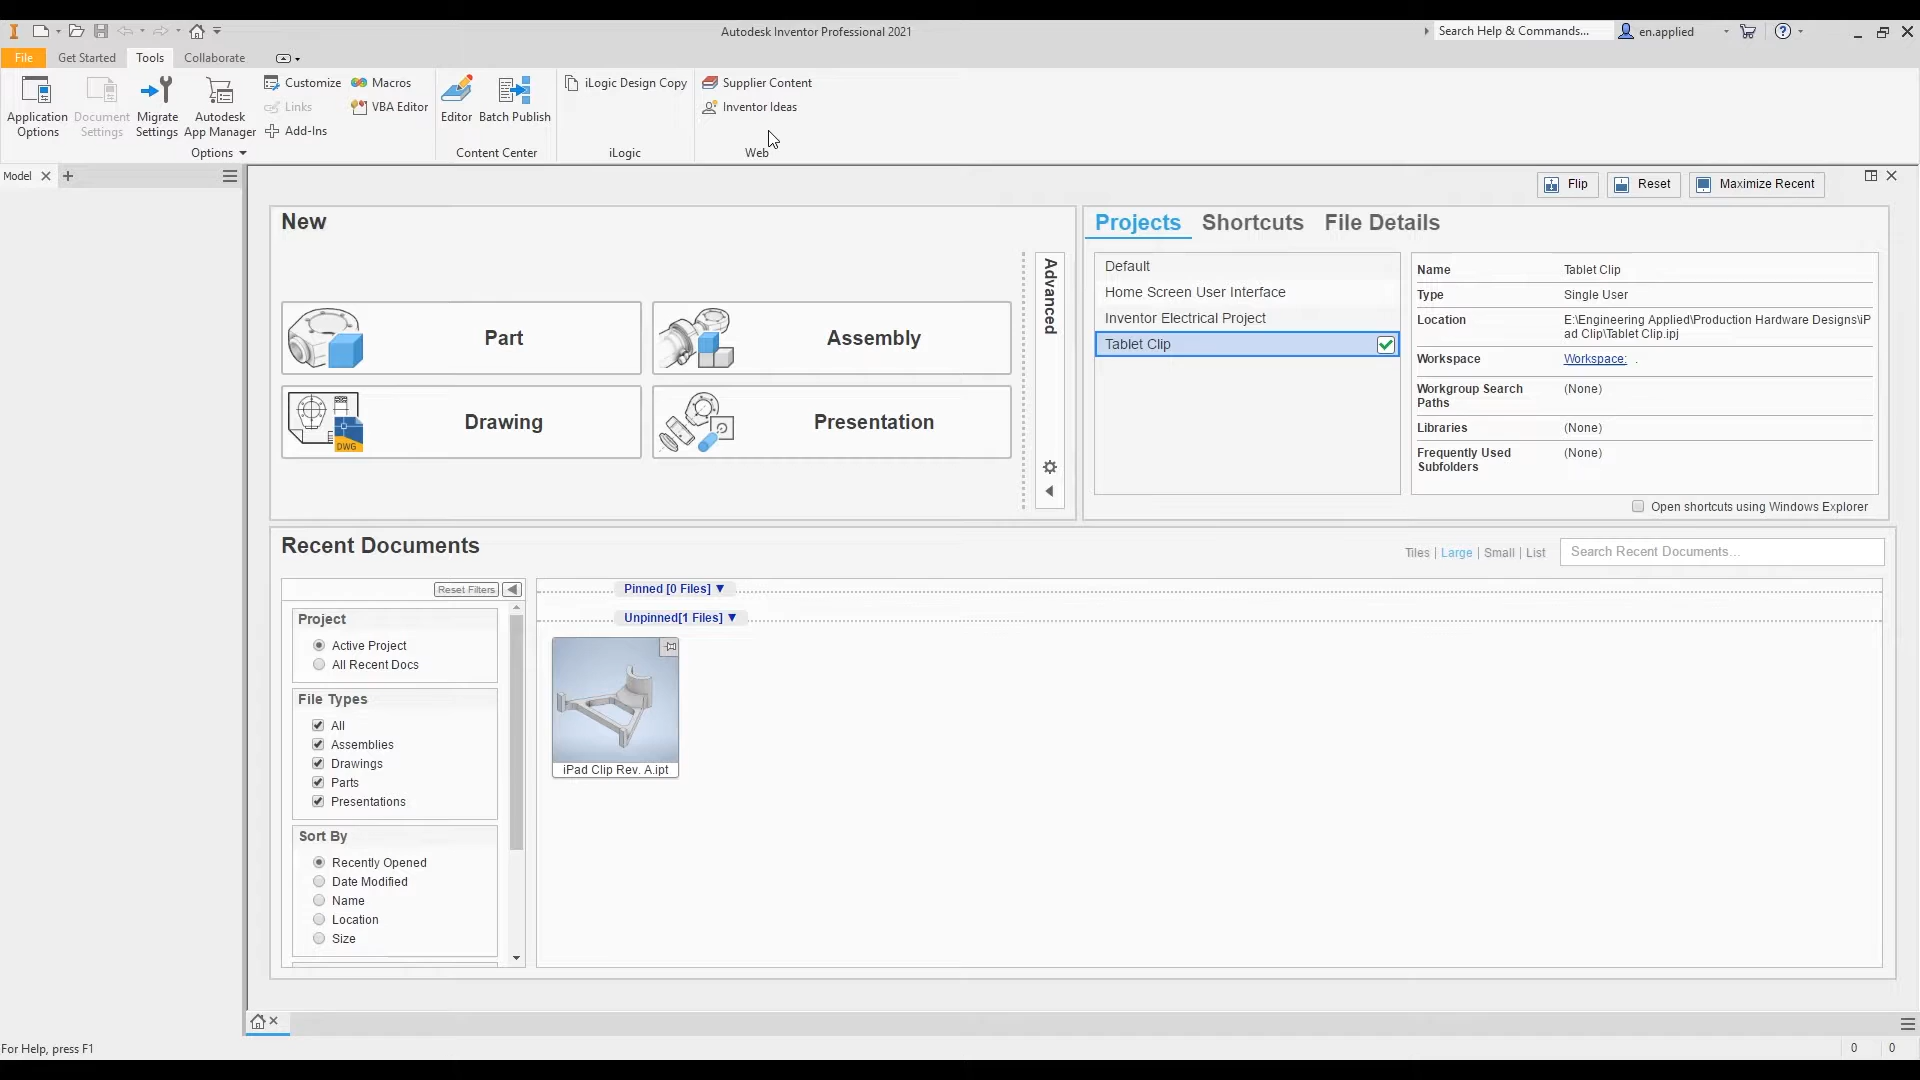 Autodesk Inventor Professional 2021
Search Help & Commands...
en.applied
File
Get Started
Tools
Collaborate
Application Options
Document Settings
Migrate Settings
Autodesk App Manager
Customize
Links
Add-Ins
Macros
VBA Editor
Options
Editor
Batch Publish
Content Center
iLogic Design Copy
iLogic
Supplier Content
Inventor Ideas
Web
Model
Flip
Reset
Maximize Recent
New
Part
Assembly
Drawing
DWG
Presentation
Advanced
Projects
Shortcuts
File Details
Default
Home Screen User Interface
Inventor Electrical Project
Tablet Clip
Name Tablet Clip
Type Single User
Location E:\Engineering Applied\Production Hardware Designs\iP
ad Clip\Tablet Clip.ipj
Workspace Workspace: .
Workgroup Search (None)
Paths
Libraries (None)
Frequently Used (None)
Subfolders
Open shortcuts using Windows Explorer
Recent Documents
Tiles | Large | Small | List
Search Recent Documents...
Reset Filters
Project
Active Project
All Recent Docs
File Types
All
Assemblies
Drawings
Parts
Presentations
Sort By
Recently Opened
Date Modified
Name
Location
Size
Pinned [0 Files]
Unpinned[1 Files]
iPad Clip Rev. A.ipt
For Help, press F1
0 0